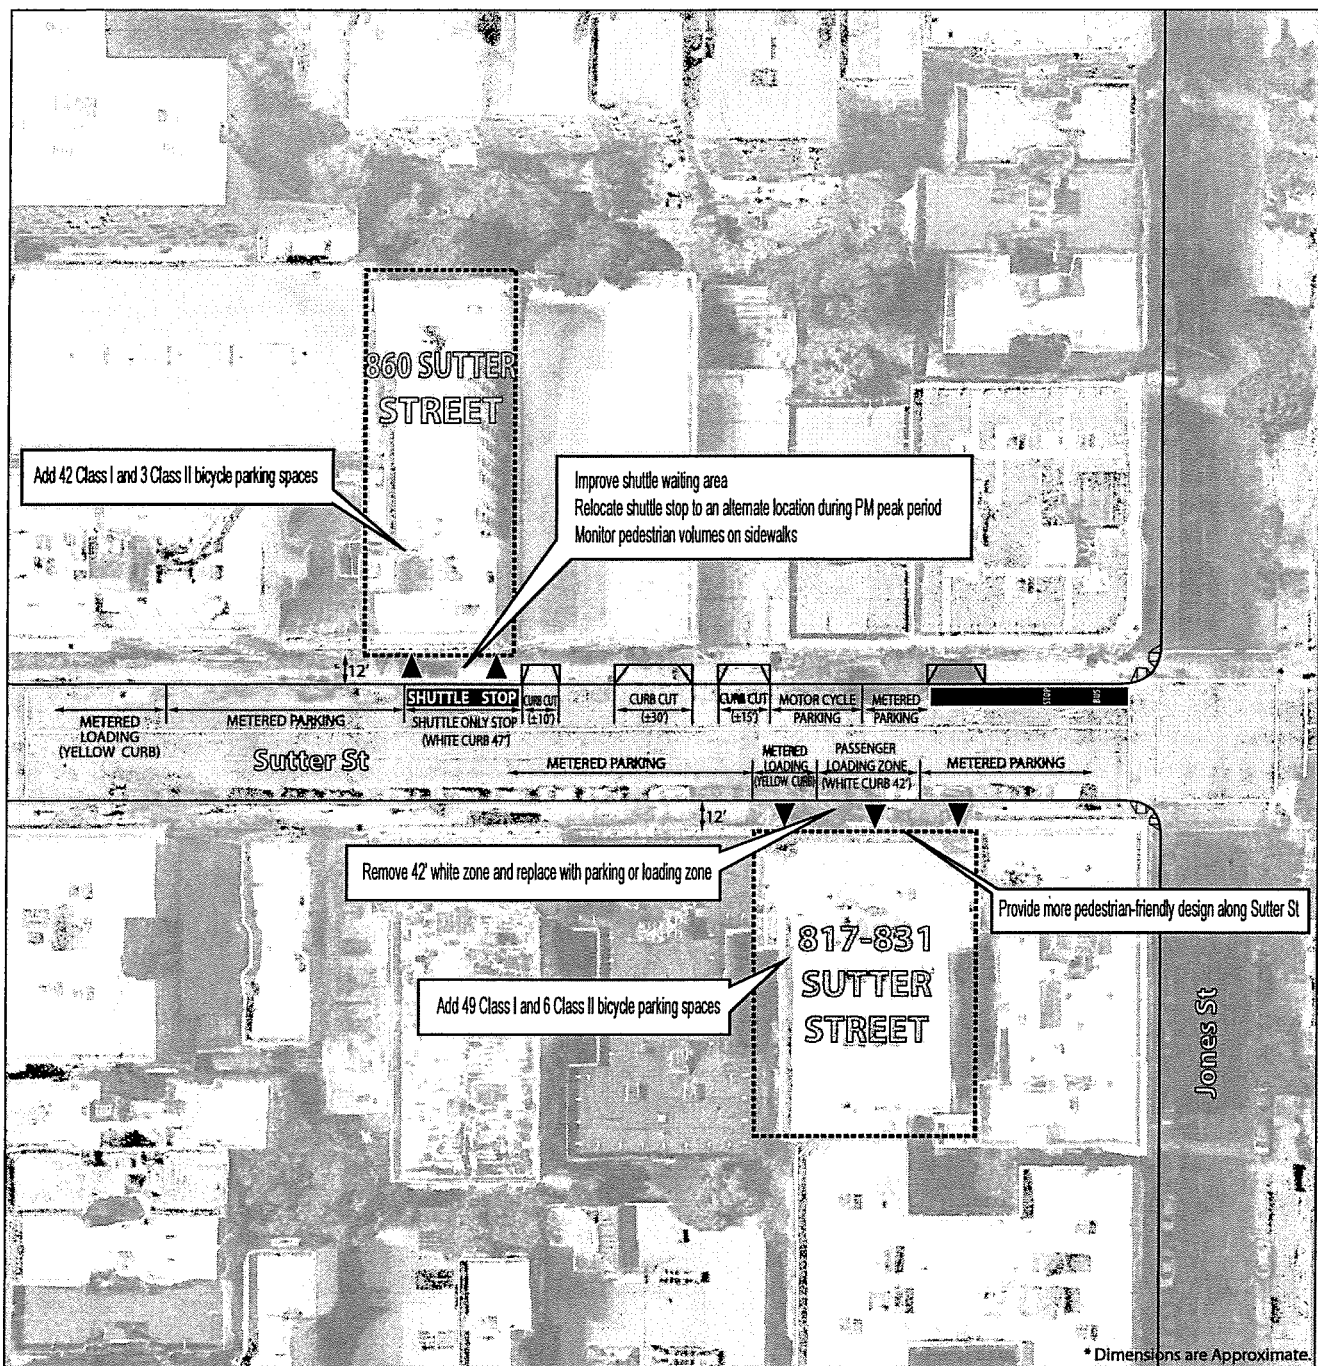 860 SUTTER
STREET
Add 42 Class I and 3 Class II bicycle parking spaces
Improve shuttle waiting area
Relocate shuttle stop to an alternate location during PM peak period
Monitor pedestrian volumes on sidewalks
12'
SHUTTLE STOP
CURB CUT
(±10')
CURB CUT
(±30')
CURB CUT
(±15')
MOTOR CYCLE
PARKING
METERED
PARKING
STOP
BUS
METERED
LOADING
(YELLOW CURB)
METERED PARKING
SHUTTLE ONLY STOP
(WHITE CURB 47')
Sutter St
METERED PARKING
METERED
LOADING
(YELLOW CURB)
PASSENGER
LOADING ZONE
(WHITE CURB 42')
METERED PARKING
12'
Remove 42' white zone and replace with parking or loading zone
Provide more pedestrian-friendly design along Sutter St
817-831
SUTTER
STREET
Add 49 Class I and 6 Class II bicycle parking spaces
Jones St
* Dimensions are Approximate.